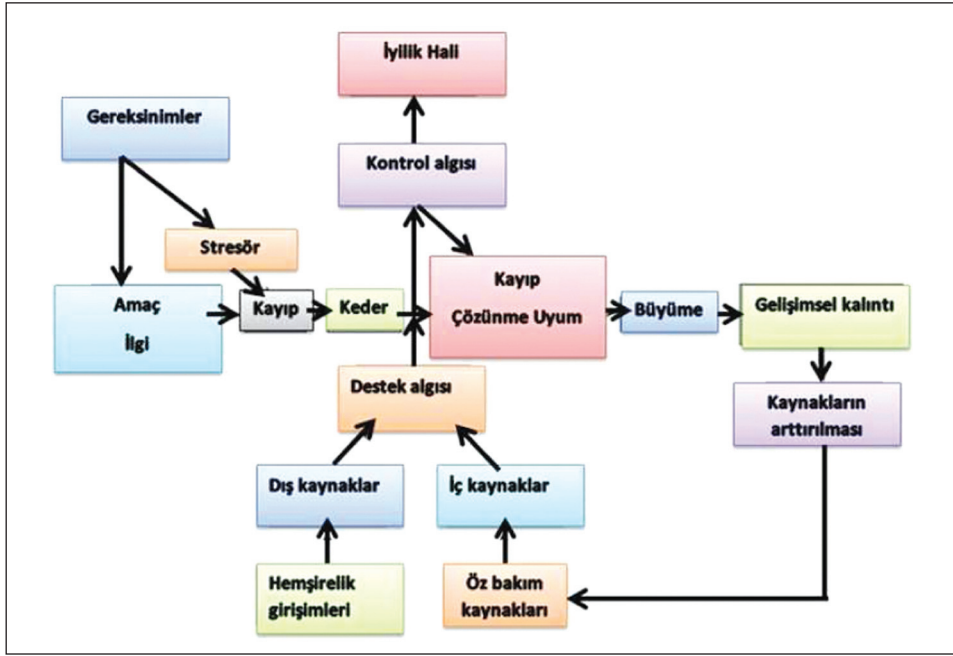 İyilik Hali
Gereksinimler
Kontrol algısı
Stresör
Amaç
İlgi
Kayıp
Keder
Kayıp
Çözünme Uyum
Büyüme
Gelişimsel kalıntı
Destek algısı
Kaynakların
arttırılması
Dış kaynaklar
İç kaynaklar
Hemşirelik
girişimleri
Öz bakım
kaynakları